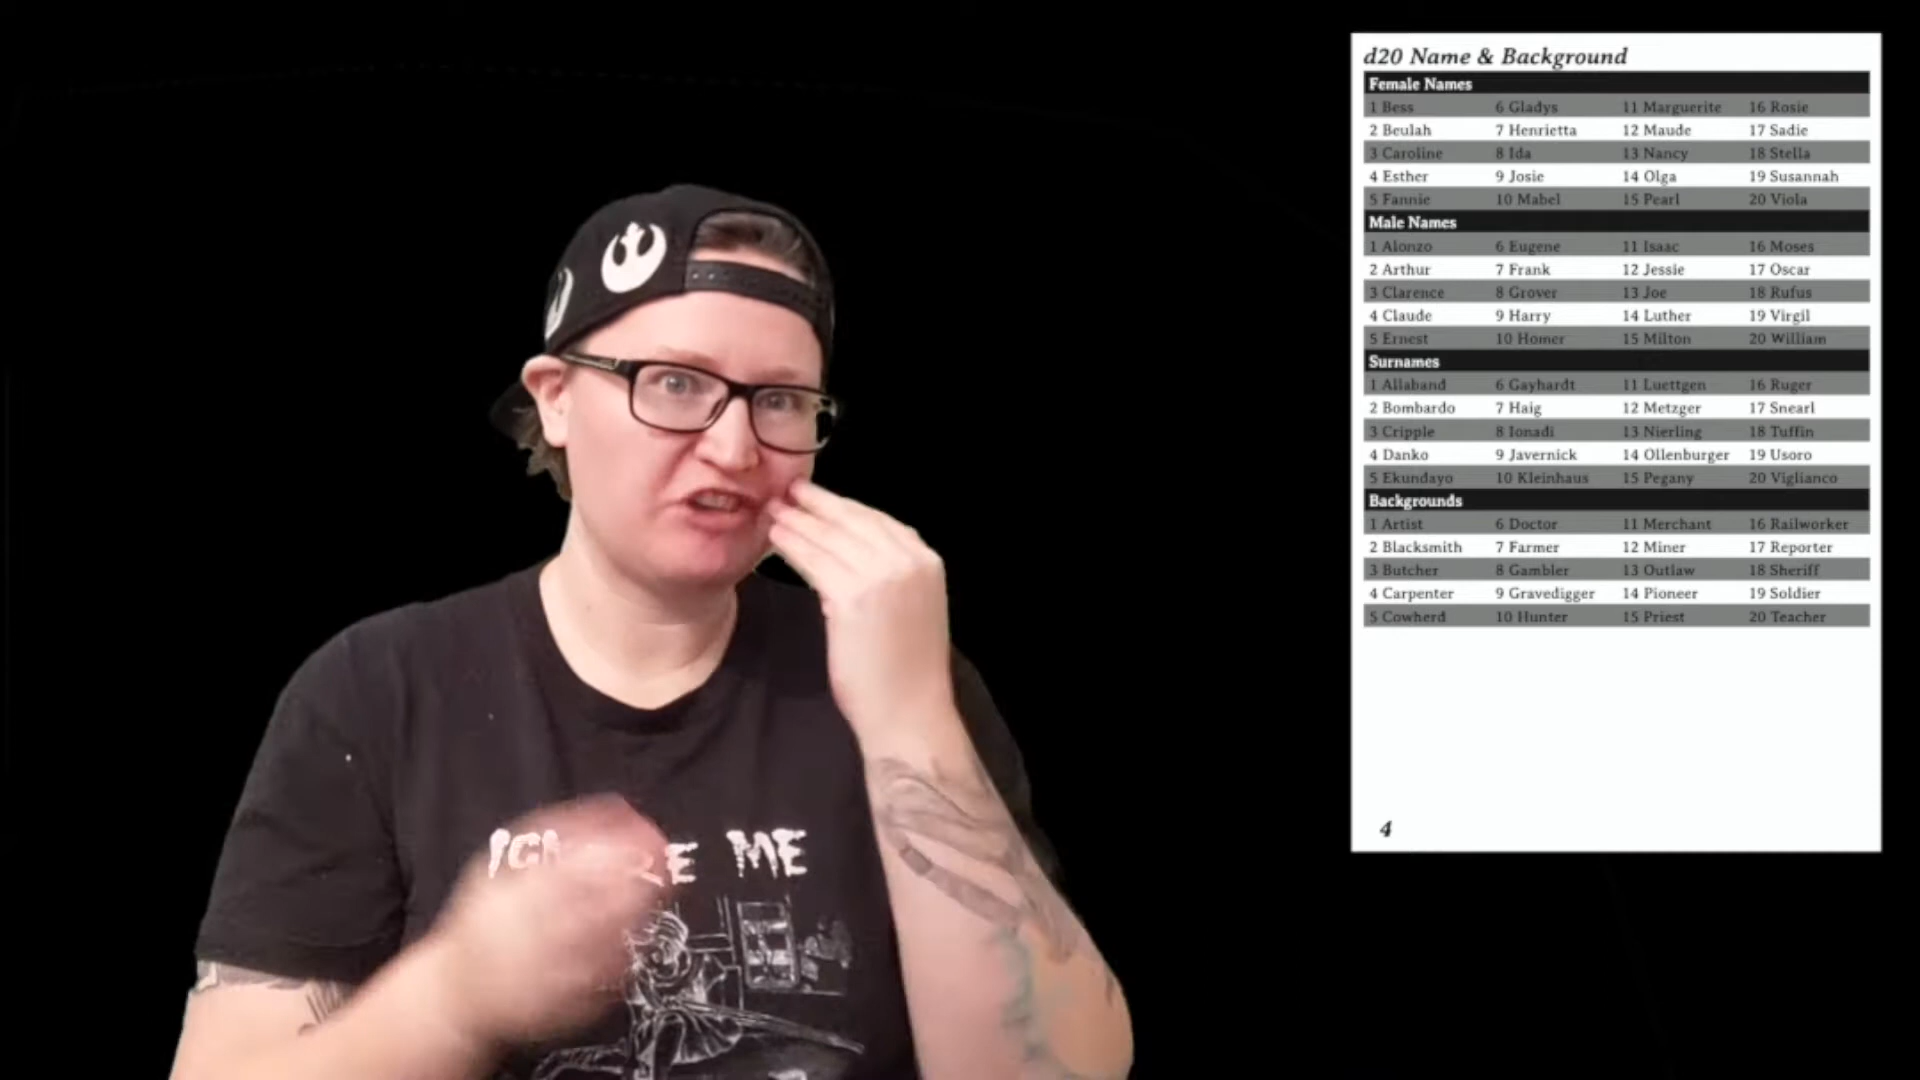 d20 Name & Background
Female Names
1 Bess 6 Gladys 11 Marguerite 16 Rosie
2 Beulah 7 Henrietta 12 Maude 17 Sadie
3 Caroline 8 Ida 13 Nancy 18 Stella
4 Esther 9 Josie 14 Olga 19 Susannah
5 Fannie 10 Mabel 15 Pearl 20 Viola
Male Names
1 Alonzo 6 Eugene 11 Isaac 16 Moses
2 Arthur 7 Frank 12 Jessie 17 Oscar
3 Clarence 8 Grover 13 Joe 18 Rufus
4 Claude 9 Harry 14 Luther 19 Virgil
5 Ernest 10 Homer 15 Milton 20 William
Surnames
1 Allaband 6 Gayhardt 11 Luettgen 16 Ruger
2 Bombardo 7 Haig 12 Metzger 17 Snearl
3 Cripple 8 Ionadi 13 Nierling 18 Tuffin
4 Danko 9 Javernick 14 Ollenburger 19 Usoro
5 Ekundayo 10 Kleinhaus 15 Pegany 20 Viglianco
Backgrounds
1 Artist 6 Doctor 11 Merchant 16 Railworker
2 Blacksmith 7 Farmer 12 Miner 17 Reporter
3 Butcher 8 Gambler 13 Outlaw 18 Sheriff
4 Carpenter 9 Gravedigger 14 Pioneer 19 Soldier
5 Cowherd 10 Hunter 15 Priest 20 Teacher
4
ME